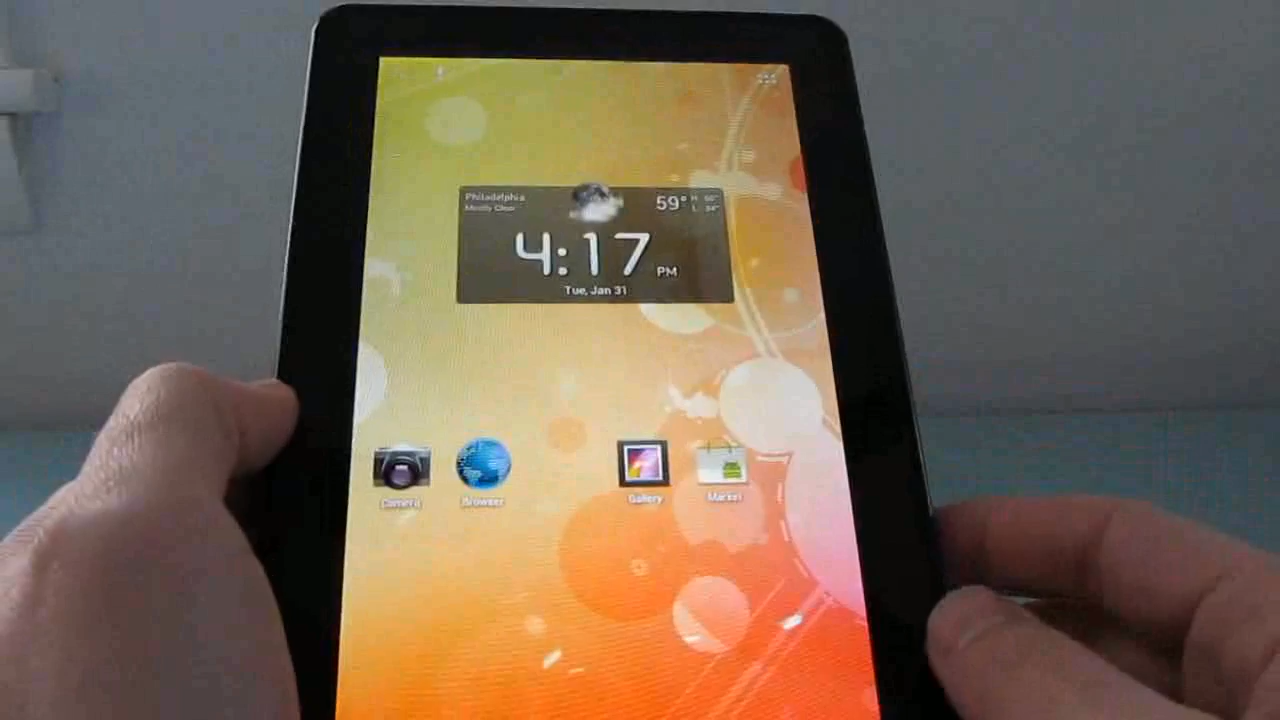 Philadelphia
Mostly Clear
59°
4:17
PM
Tue, Jan 31
Camera
Browser
Gallery
Market